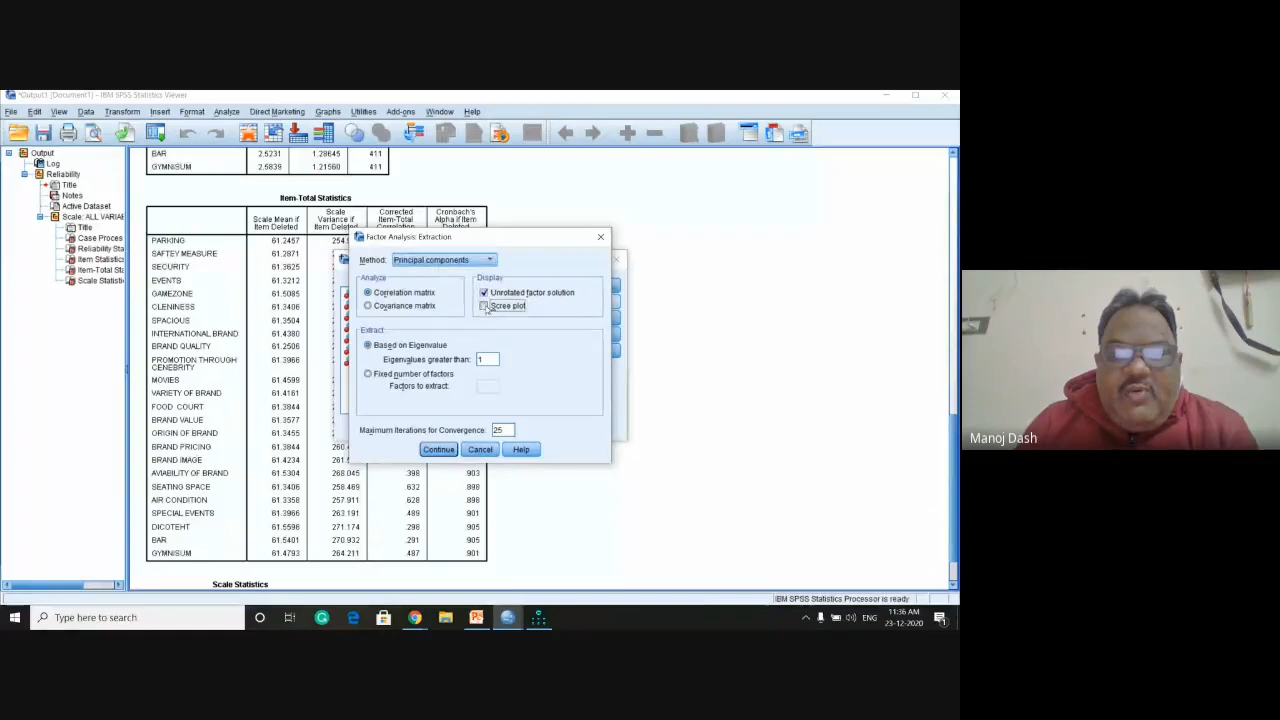 *Output1 [Document1] - IBM SPSS Statistics Viewer
File Edit View Data Transform Insert Format Analyze Direct Marketing Graphs Utilities Add-ons Window Help
Output
Log
Reliability
Title
Notes
Active Dataset
Scale: ALL VARIAE
Title
Case Proces
Reliability Sta
Item Statistics
Item-Total Sta
Scale Statistic
BAR 2.5231 1.28645 411
GYMNISUM 2.5839 1.21560 411
Item-Total Statistics
Scale Mean if Item Deleted
Scale Variance if Item Deleted
Corrected Item-Total Correlation
Cronbach's Alpha if Item Deleted
PARKING 61.2457
SAFTEY MEASURE 61.2871
SECURITY 61.3625
EVENTS 61.3212
GAMEZONE 61.5085
CLENINESS 61.3406
SPACIOUS 61.3504
INTERNATIONAL BRAND 61.4380
BRAND QUALITY 61.2506
PROMOTION THROUGH CENEBRITY 61.3966
MOVIES 61.4599
VARIETY OF BRAND 61.4161
FOOD COURT 61.3844
BRAND VALUE 61.3577
ORIGIN OF BRAND 61.3455
BRAND PRICING 61.3844
BRAND IMAGE 61.4234
AVIABILITY OF BRAND 61.5304 268.045 .398 .903
SEATING SPACE 61.3406 258.469 .632 .898
AIR CONDITION 61.3358 257.911 .628 .898
SPECIAL EVENTS 61.3966 263.191 .489 .901
DICOTEHT 61.5596 271.174 .298 .905
BAR 61.5401 270.932 .291 .905
GYMNISUM 61.4793 264.211 .487 .901
Scale Statistics
Factor Analysis: Extraction
Method: Principal components
Analyze
Correlation matrix
Covariance matrix
Display
Unrotated factor solution
Scree plot
Extract
Based on Eigenvalue
Eigenvalues greater than: 1
Fixed number of factors
Factors to extract:
Maximum Iterations for Convergence: 25
Continue Cancel Help
IBM SPSS Statistics Processor is ready
Type here to search
ENG
11:36 AM
23-12-2020
Manoj Dash